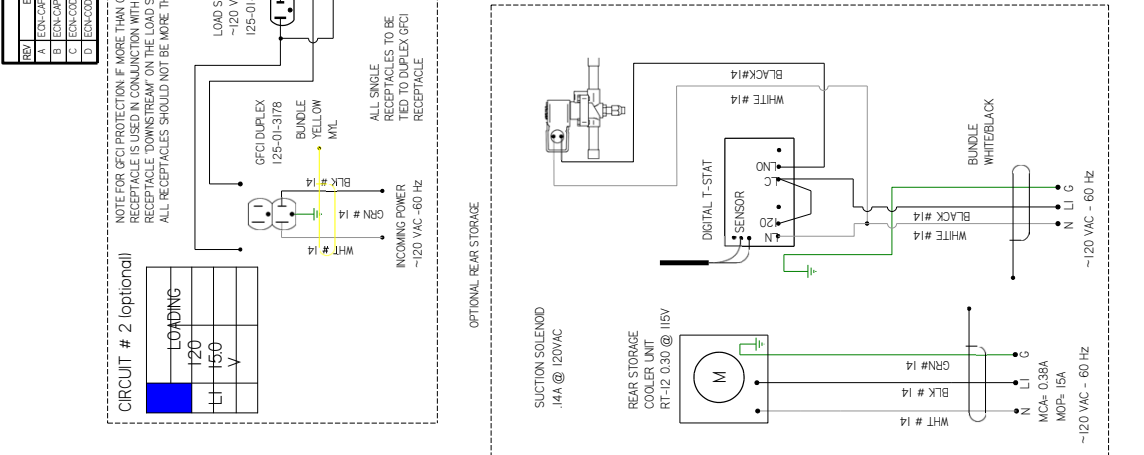 REV
A ECN-CAP
B ECN-CAP
C ECN-COD
D ECN-COD
NOTE FOR GFCI PROTECTION: IF MORE THAN
RECEPTACLE IS USED IN CONJUNCTION WITH
RECEPTACLE "DOWNSTREAM" ON THE LOAD S
ALL RECEPTACLES SHOULD NOT BE MORE TH
LOAD S
~120 V
125-01
GFCI DUPLEX
125-01-3178
BUNDLE
YELLOW
MYL
ALL SINGLE
RECEPTACLES TO BE
TIED TO DUPLEX GFCI
RECEPTACLE
BLK # 14
GRN # 14
WHT # 14
INCOMING POWER
~120 VAC -60 Hz
CIRCUIT # 2 (optional)
LOADING
120
L1 15.0
V
OPTIONAL REAR STORAGE
BLACK#14
WHITE #14
DIGITAL T-STAT
SENSOR
LNO
LC
120
LN
BUNDLE
WHITE/BLACK
BLACK #14
WHITE #14
G
L1
N
~120 VAC - 60 Hz
SUCTION SOLENOID
.14A @ 120VAC
REAR STORAGE
COOLER UNIT
RT-12 0.30 @ 115V
M
GRN# 14
BLK # 14
WHT # 14
G
L1
N
MCA= 0.38A
MOP= 15A
~120 VAC - 60 Hz